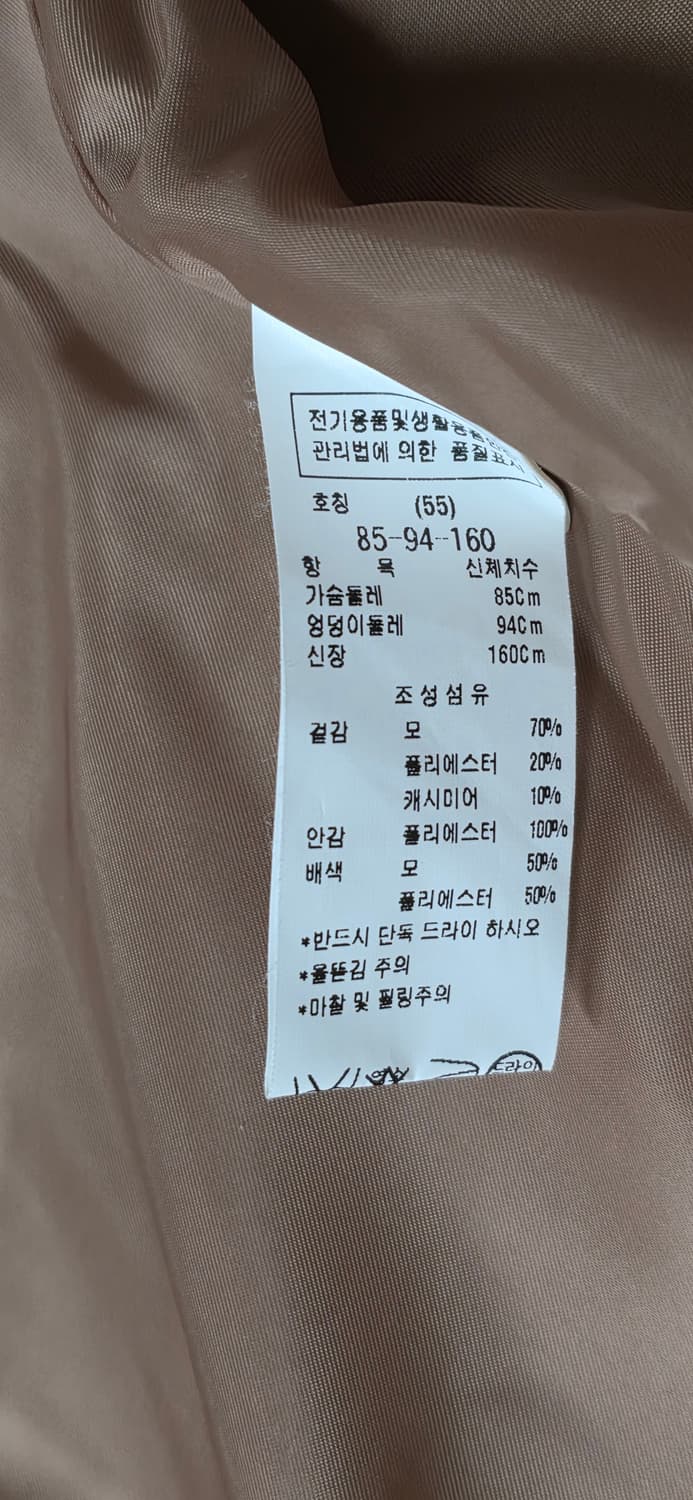 전기용품및생활용품안전
관리법에 의한 품질표시
호칭 (55)
85-94-160
항 목 신체치수
가슴둘레 85Cm
엉덩이둘레 94Cm
신장 160Cm
조성섬유
겉감 모 70%
폴리에스터 20%
캐시미어 10%
안감 폴리에스터 100%
배색 모 50%
폴리에스터 50%
*반드시 단독 드라이 하시오
*올뜯김 주의
*마찰 및 필링주의
드라이